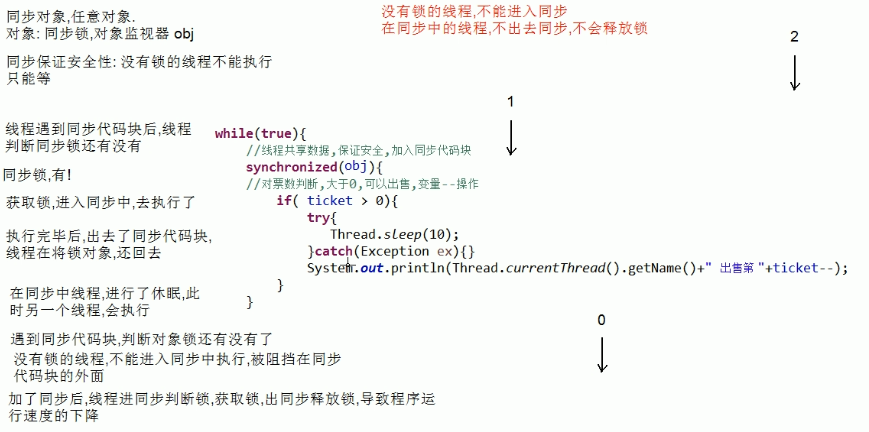 同步对象,任意对象.
对象: 同步锁,对象监视器 obj
同步保证安全性: 没有锁的线程不能执行
只能等
线程遇到同步代码块后,线程
判断同步锁还有没有
同步锁,有!
获取锁,进入同步中,去执行了
执行完毕后,出去了同步代码块,
线程在将锁对象,还回去
在同步中线程,进行了休眠,此
时另一个线程,会执行
遇到同步代码块,判断对象锁还有没有了
没有锁的线程,不能进入同步中执行,被阻挡在同步
代码块的外面
加了同步后,线程进同步判断锁,获取锁,出同步释放锁,导致程序运
行速度的下降
没有锁的线程,不能进入同步
在同步中的线程,不出去同步,不会释放锁
2
1
while(true){
//线程共享数据,保证安全,加入同步代码块
synchronized(obj){
//对票数判断,大于0,可以出售,变量--操作
if( ticket > 0){
try{
Thread.sleep(10);
}catch(Exception ex){}
System.out.println(Thread.currentThread().getName()+" 出售第 "+ticket--);
}
}
0